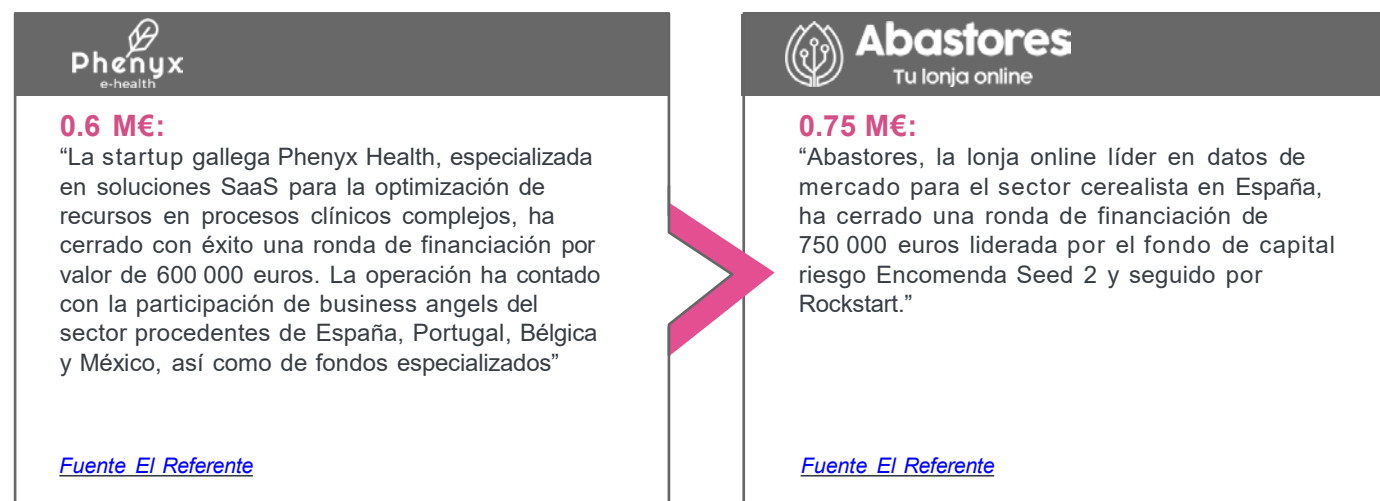 Phenyx
e-health
0.6 M€:
“La startup gallega Phenyx Health, especializada
en soluciones SaaS para la optimización de
recursos en procesos clínicos complejos, ha
cerrado con éxito una ronda de financiación por
valor de 600 000 euros. La operación ha contado
con la participación de business angels del
sector procedentes de España, Portugal, Bélgica
y México, así como de fondos especializados”
Fuente El Referente
Abastores
Tu lonja online
0.75 M€:
“Abastores, la lonja online líder en datos de
mercado para el sector cerealista en España,
ha cerrado una ronda de financiación de
750 000 euros liderada por el fondo de capital
riesgo Encomenda Seed 2 y seguido por
Rockstart.”
Fuente El Referente